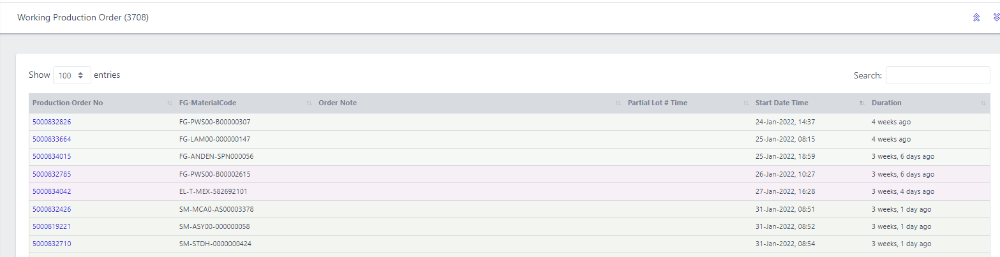 Working Production Order (3708)
Show 100 entries Search:
Production Order No FG-MaterialCode Order Note Partial Lot # Time Start Date Time Duration
5000832826 FG-PWS00-B00000307 24-Jan-2022, 14:37 4 weeks ago
5000833664 FG-LAM00-000000147 25-Jan-2022, 08:15 4 weeks ago
5000834015 FG-ANDEN-SPN000056 25-Jan-2022, 18:59 3 weeks, 6 days ago
5000832785 FG-PWS00-B00002615 26-Jan-2022, 10:27 3 weeks, 6 days ago
5000834042 EL-T-MEX-582692101 27-Jan-2022, 16:28 3 weeks, 4 days ago
5000832426 SM-MCA0-AS00003378 31-Jan-2022, 08:51 3 weeks, 1 day ago
5000819221 SM-ASY00-000000058 31-Jan-2022, 08:52 3 weeks, 1 day ago
5000832710 SM-STDH-0000000424 31-Jan-2022, 08:54 3 weeks, 1 day ago